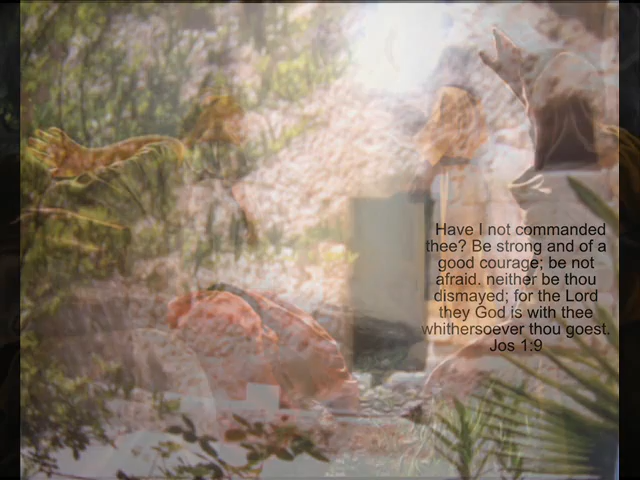 Have I not commanded
thee? Be strong and of a
good courage; be not
afraid. neither be thou
dismayed; for the Lord
they God is with thee
whithersoever thou goest.
Jos 1:9